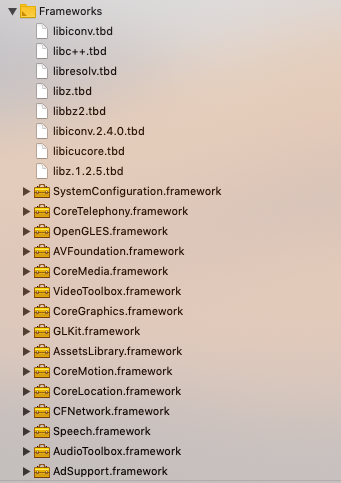 Frameworks
libiconv.tbd
libc++.tbd
libresolv.tbd
libz.tbd
libbz2.tbd
libiconv.2.4.0.tbd
libicucore.tbd
libz.1.2.5.tbd
SystemConfiguration.framework
CoreTelephony.framework
OpenGLES.framework
AVFoundation.framework
CoreMedia.framework
VideoToolbox.framework
CoreGraphics.framework
GLKit.framework
AssetsLibrary.framework
CoreMotion.framework
CoreLocation.framework
CFNetwork.framework
Speech.framework
AudioToolbox.framework
AdSupport.framework